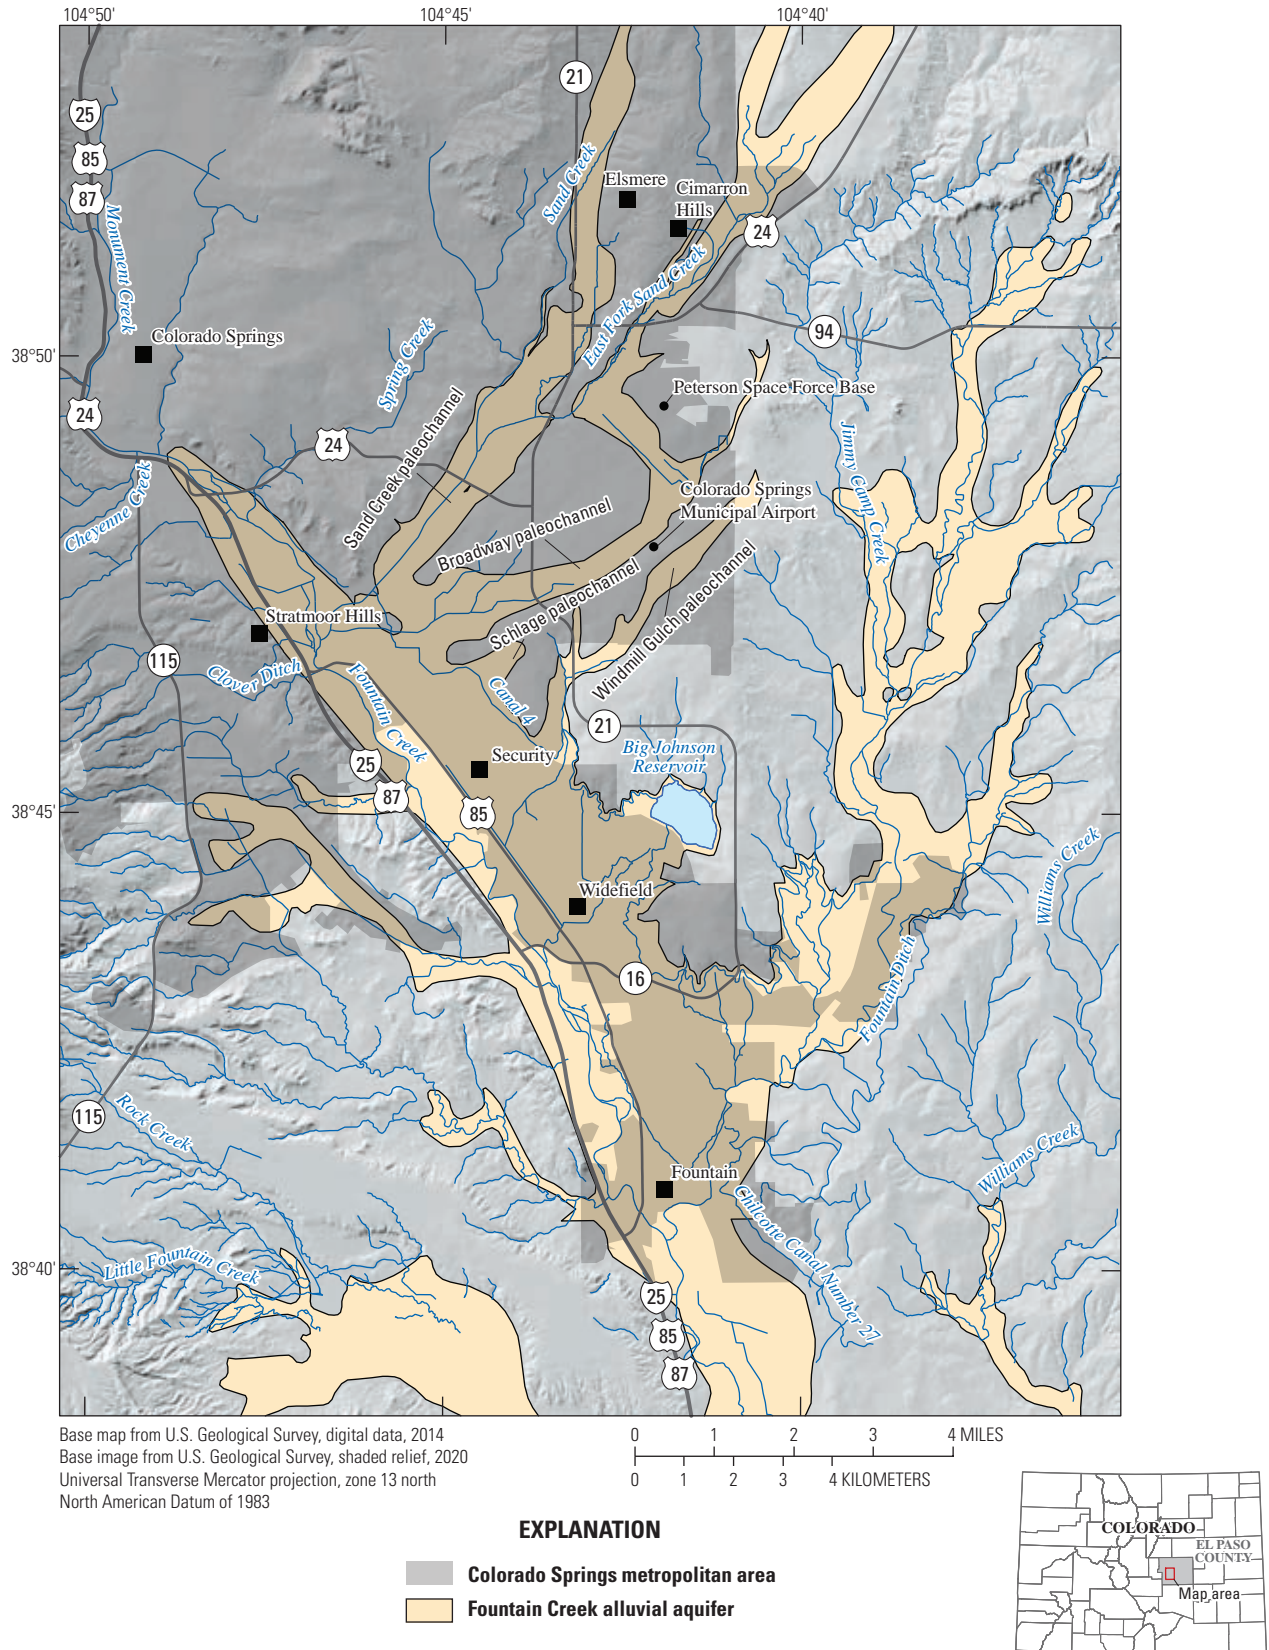 104°50'
104°45'
104°40'
21
25
85
87
Elsmere
Cimarron
Hills
Sand Creek
24
Monument Creek
East Fork Sand Creek
94
Colorado Springs
38°50'
Spring Creek
Peterson Space Force Base
24
24
Sand Creek paleochannel
Jimmy Camp Creek
Cheyenne Creek
Colorado Springs
Municipal Airport
Broadway paleochannel
Schlage paleochannel
Windmill Gulch paleochannel
Stratmoor Hills
115
Clover Ditch
Fountain Creek
Canal 4
21
Big Johnson
Reservoir
Security
25
87
85
38°45'
Williams Creek
Widefield
16
Fountain Ditch
Rock Creek
115
Williams Creek
Fountain
Chilcotte Canal Number 27
Little Fountain Creek
38°40'
25
85
87
Base map from U.S. Geological Survey, digital data, 2014
Base image from U.S. Geological Survey, shaded relief, 2020
Universal Transverse Mercator projection, zone 13 north
North American Datum of 1983
0 1 2 3 4 MILES
0 1 2 3 4 KILOMETERS
EXPLANATION
Colorado Springs metropolitan area
Fountain Creek alluvial aquifer
COLORADO
EL PASO
COUNTY
Map area